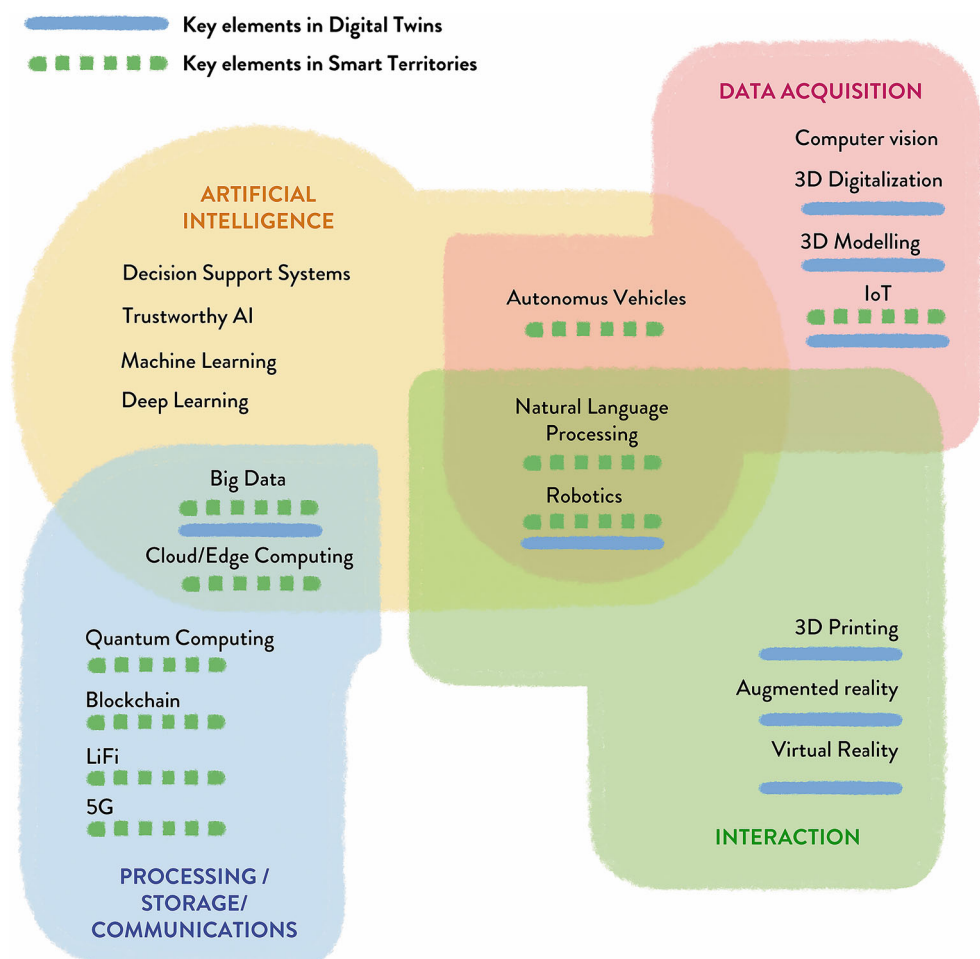 Key elements in Digital Twins
Key elements in Smart Territories
DATA ACQUISITION
Computer vision
3D Digitalization
3D Modelling
IoT
ARTIFICIAL
INTELLIGENCE
Decision Support Systems
Trustworthy AI
Machine Learning
Deep Learning
Autonomus Vehicles
Natural Language
Processing
Robotics
Big Data
Cloud/Edge Computing
Quantum Computing
Blockchain
LiFi
5G
PROCESSING /
STORAGE/
COMMUNICATIONS
3D Printing
Augmented reality
Virtual Reality
INTERACTION